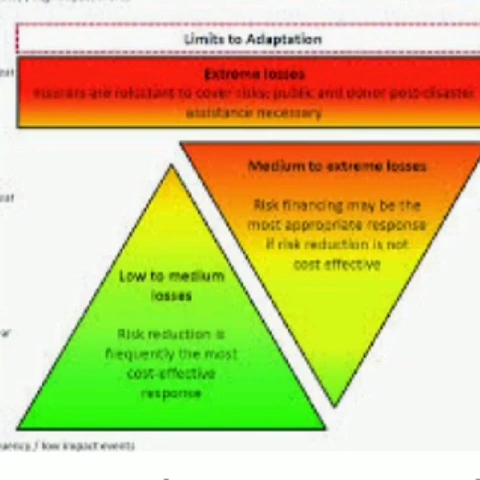 Limits to Adaptation
Extreme losses
Insurers are reluctant to cover risks; public and donor post-disaster
assistance necessary
Medium to extreme losses
Risk financing may be the
most appropriate response
if risk reduction is not
cost effective
Low to medium
losses
Risk reduction is
frequently the most
cost-effective
response
/ low impact events